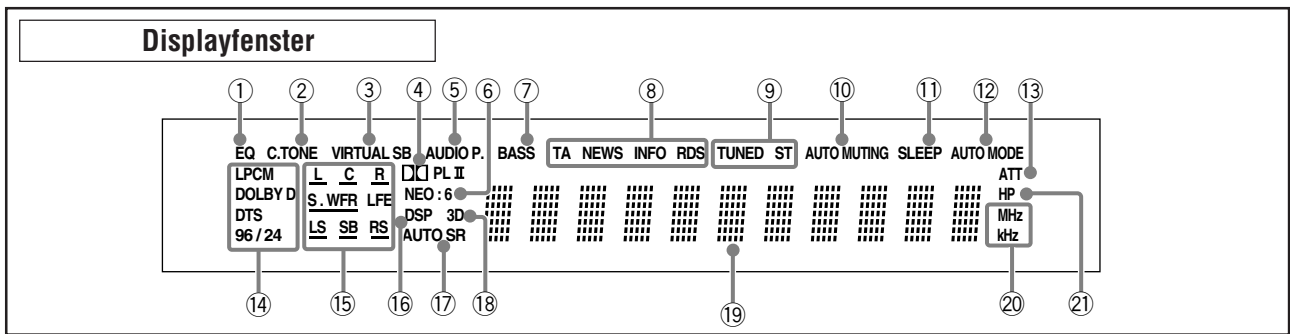 Displayfenster
① ② ③ ④ ⑤ ⑥ ⑦ ⑧ ⑨ ⑩ ⑪ ⑫ ⑬
EQ C.TONE VIRTUAL SB AUDIO P. BASS TA NEWS INFO RDS TUNED ST AUTO MUTING SLEEP AUTO MODE
LPCM L C R PL II ATT
DOLBY D S.WFR LFE NEO : 6 HP
DTS DSP 3D MHz
96 / 24 LS SB RS AUTO SR kHz
⑭ ⑮ ⑯ ⑰ ⑱ ⑲ ⑳ ㉑